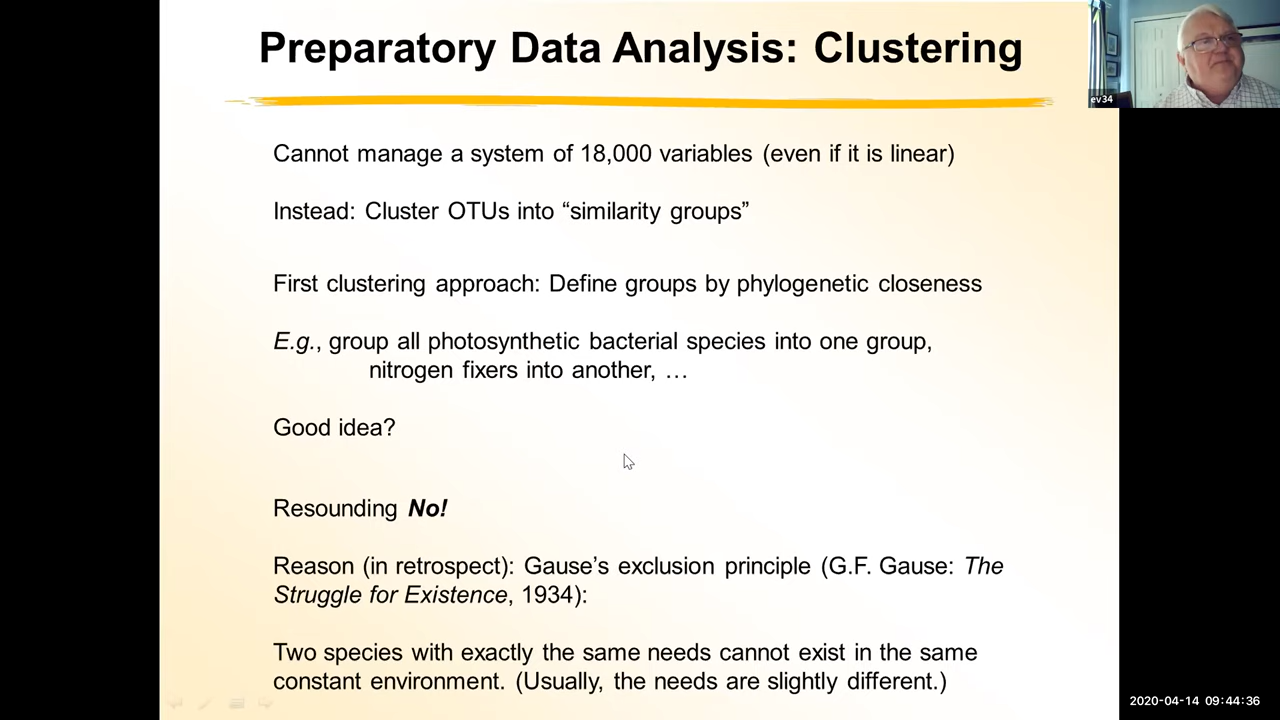 Preparatory Data Analysis: Clustering
ev34
Cannot manage a system of 18,000 variables (even if it is linear)
Instead: Cluster OTUs into “similarity groups”
First clustering approach: Define groups by phylogenetic closeness
E.g., group all photosynthetic bacterial species into one group,
nitrogen fixers into another, …
Good idea?
Resounding No!
Reason (in retrospect): Gause’s exclusion principle (G.F. Gause: The
Struggle for Existence, 1934):
Two species with exactly the same needs cannot exist in the same
constant environment. (Usually, the needs are slightly different.)
2020-04-14 09:44:36